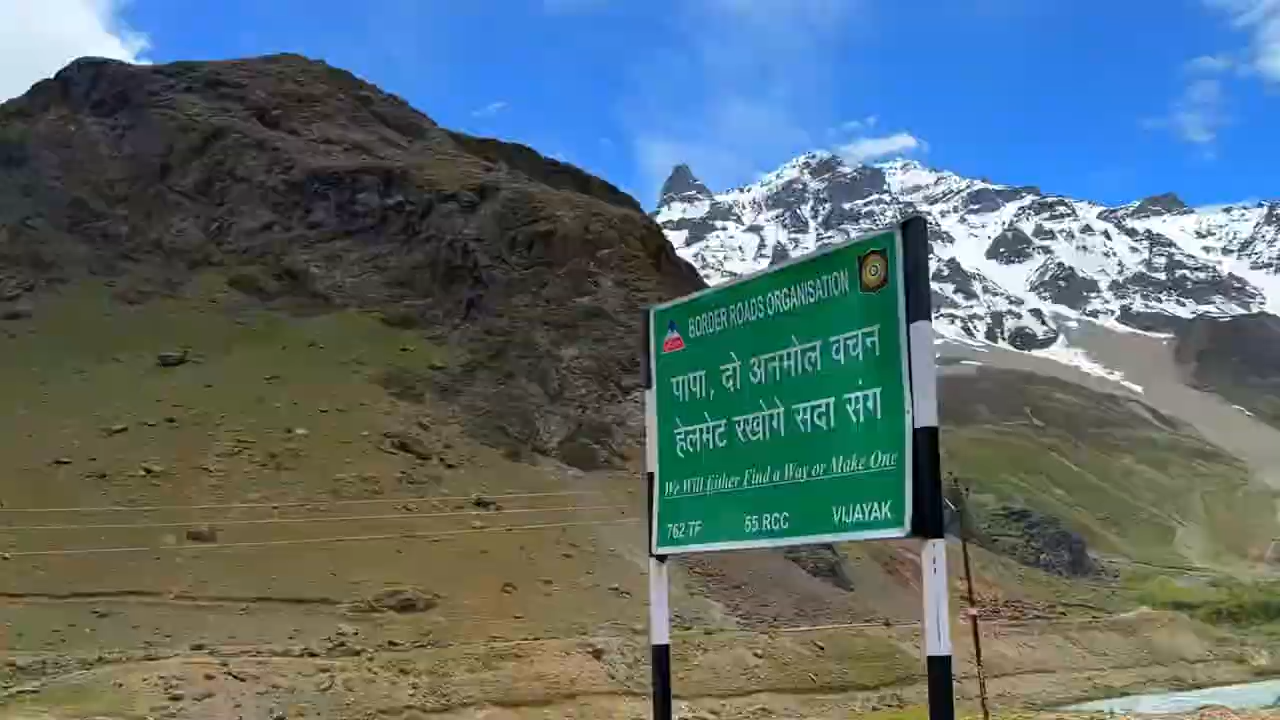 BORDER ROADS ORGANISATION
पापा, दो अनमोल वचन
हेलमेट रखोगे सदा संग
We Will Either Find a Way or Make One
762 TF 55 RCC VIJAYAK